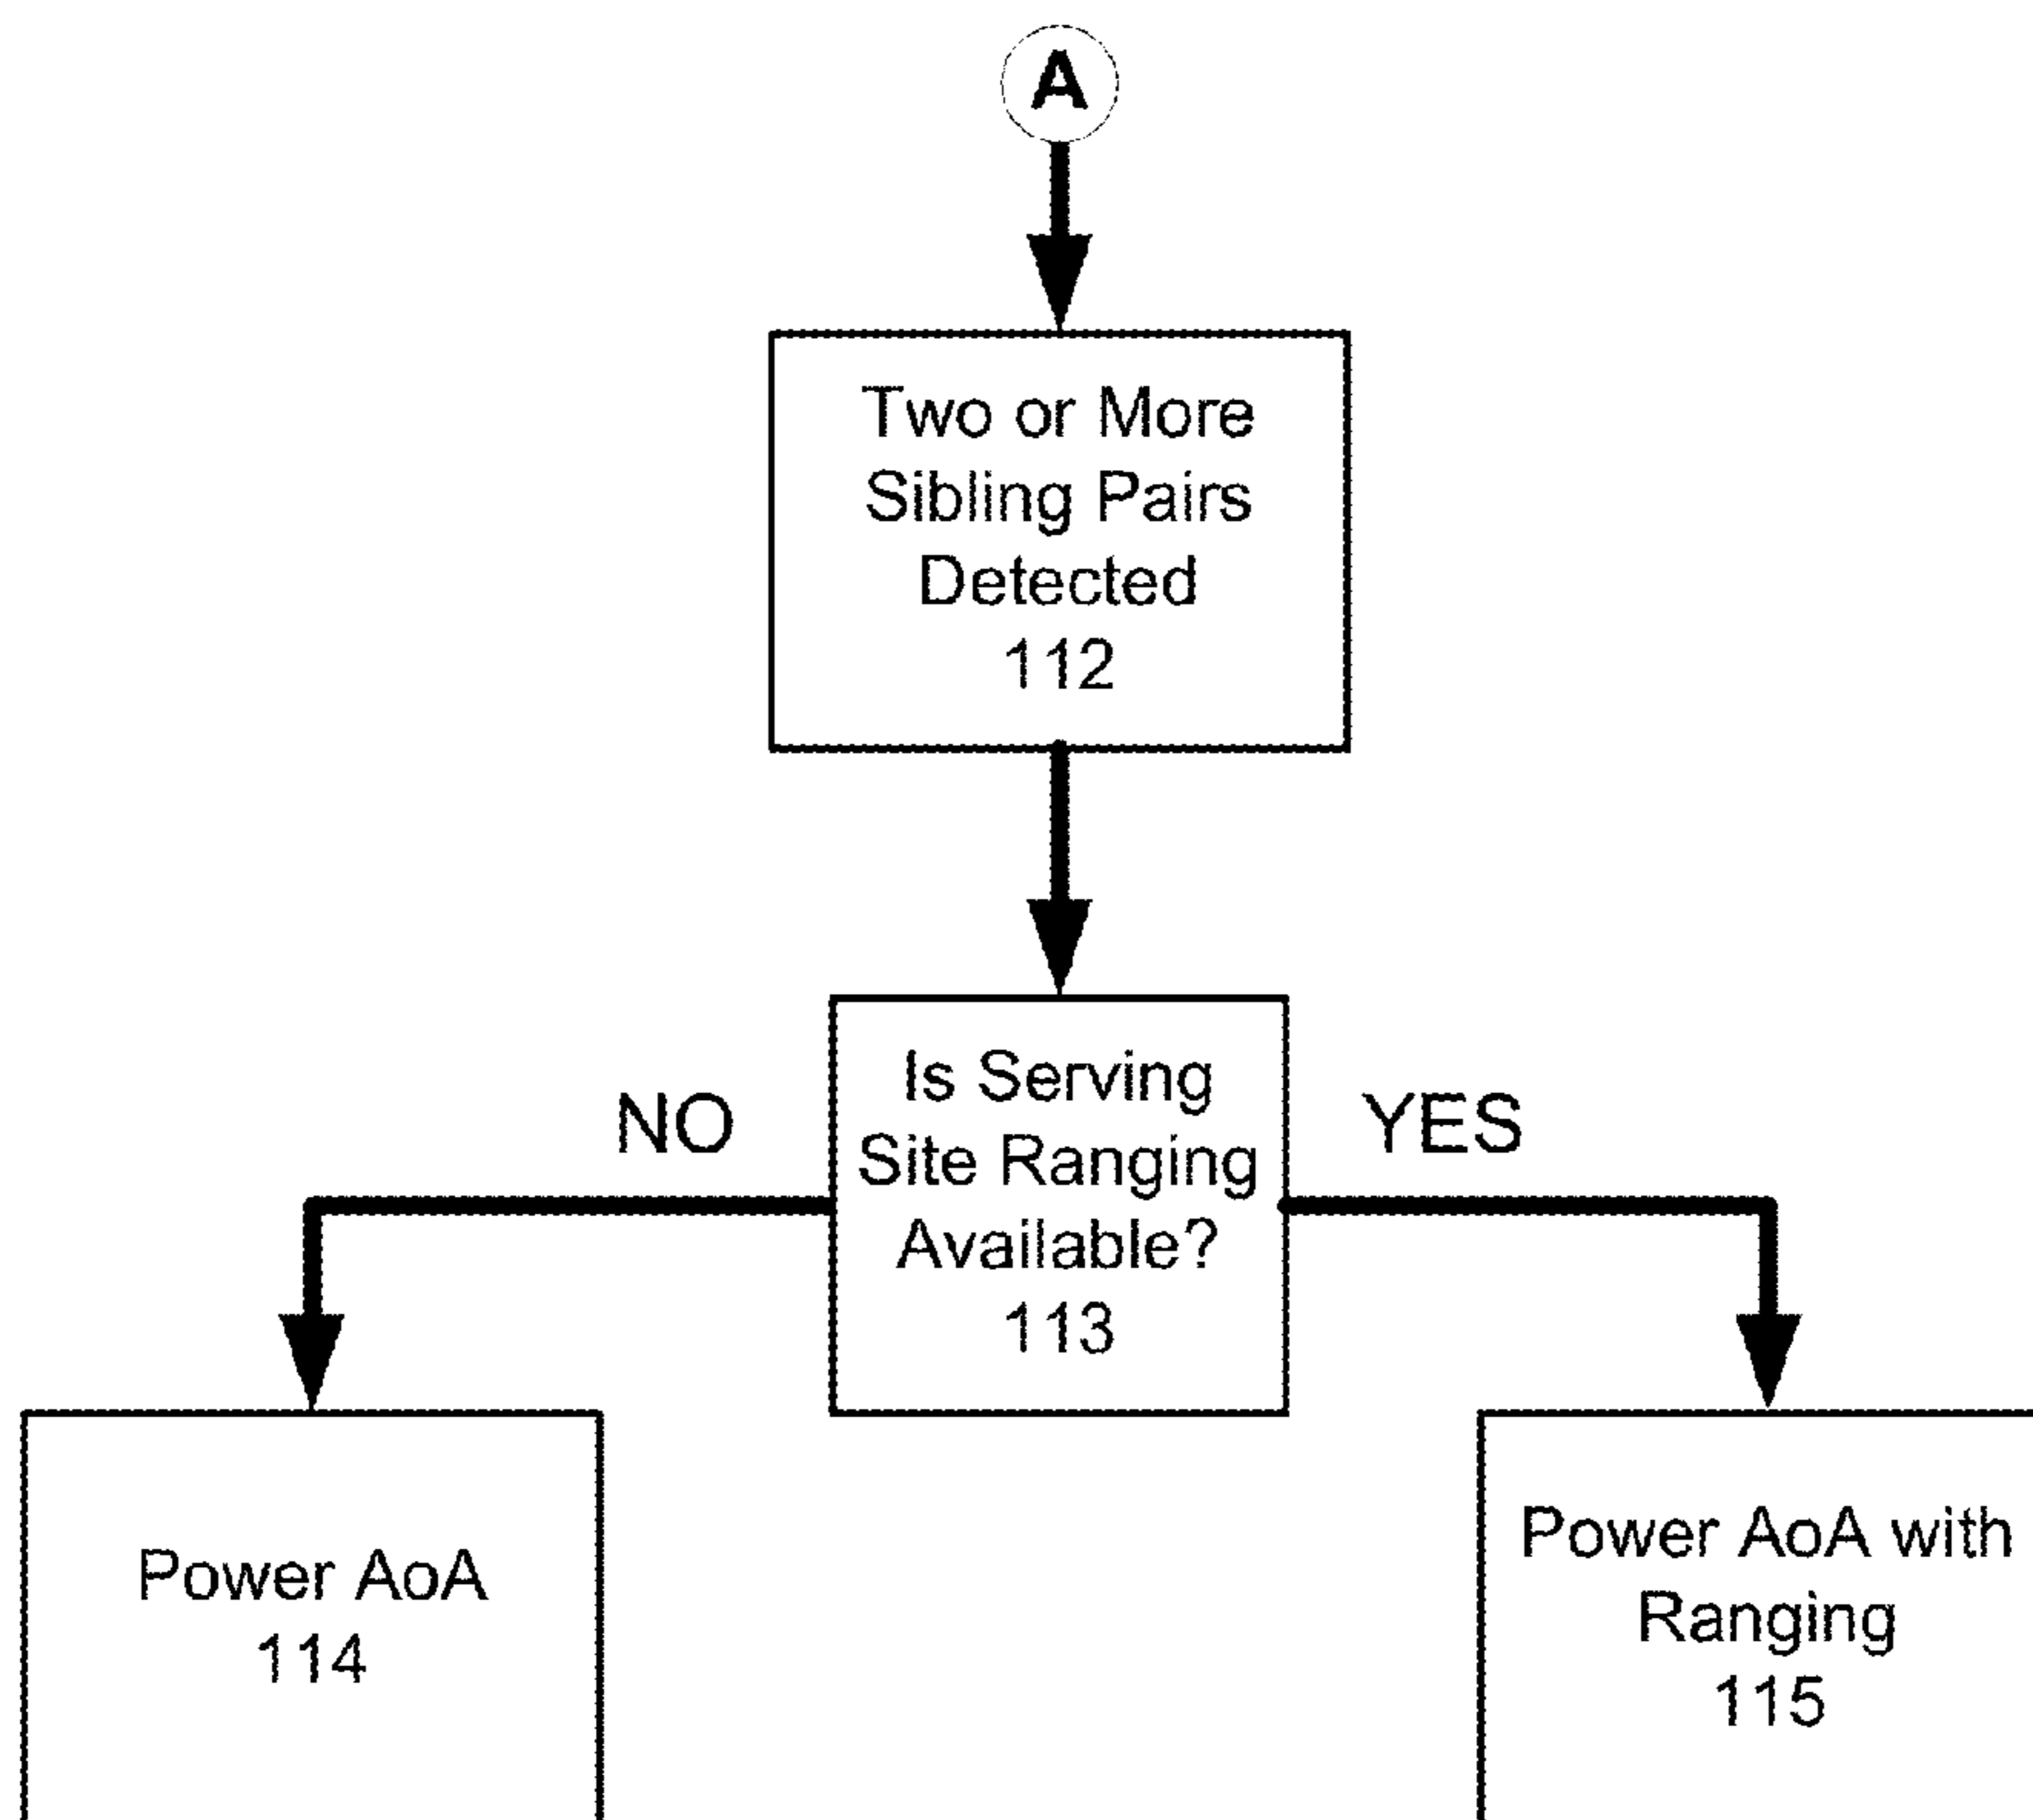 A
Two or More
Sibling Pairs
Detected
112
Is Serving
Site Ranging
Available?
113
NO
YES
Power AoA
114
Power AoA with
Ranging
115